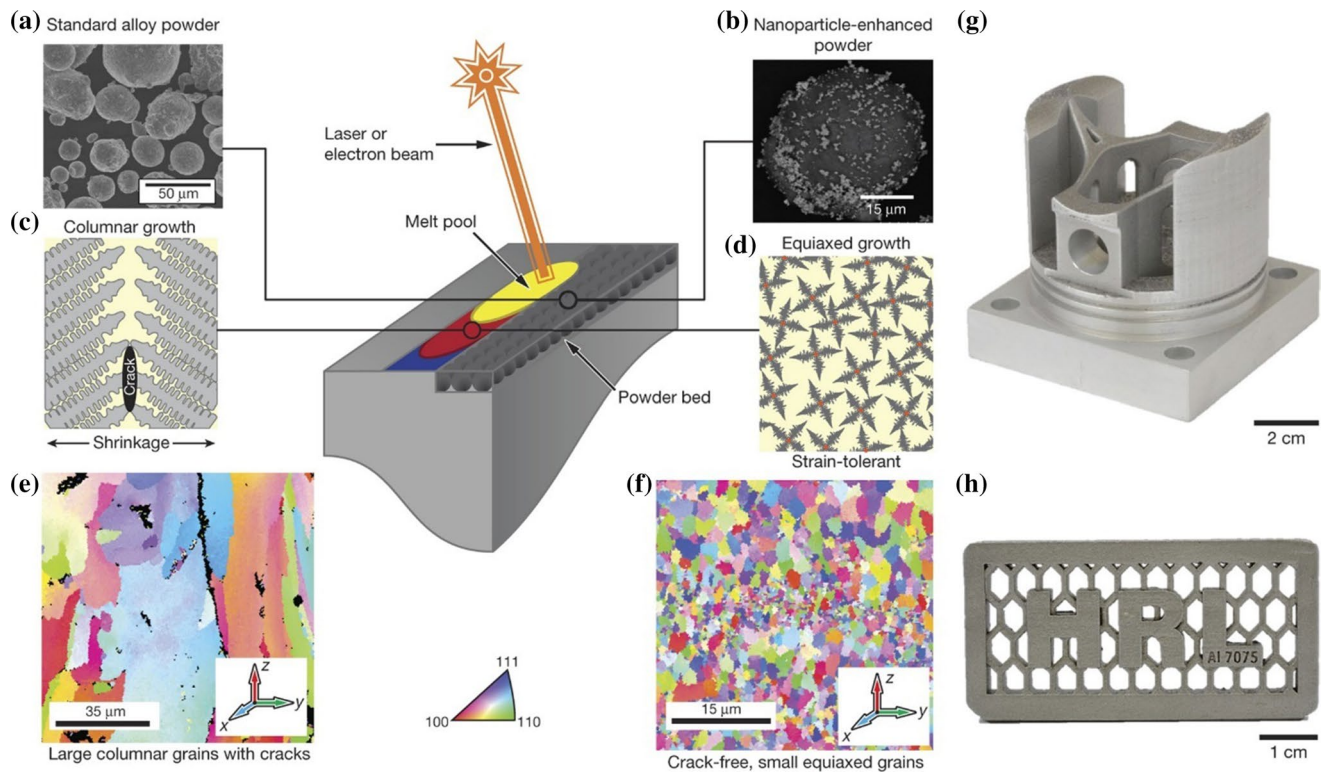 (a)
Standard alloy powder
50 μm
(b)
Nanoparticle-enhanced
powder
15 μm
(g)
Laser or
electron beam
Melt pool
(c)
Columnar growth
Crack
Shrinkage
(d)
Equiaxed growth
Strain-tolerant
Powder bed
2 cm
(e)
z
y
x
35 μm
Large columnar grains with cracks
111
100
110
(f)
z
y
x
15 μm
Crack-free, small equiaxed grains
(h)
HRL
Al 7075
1 cm